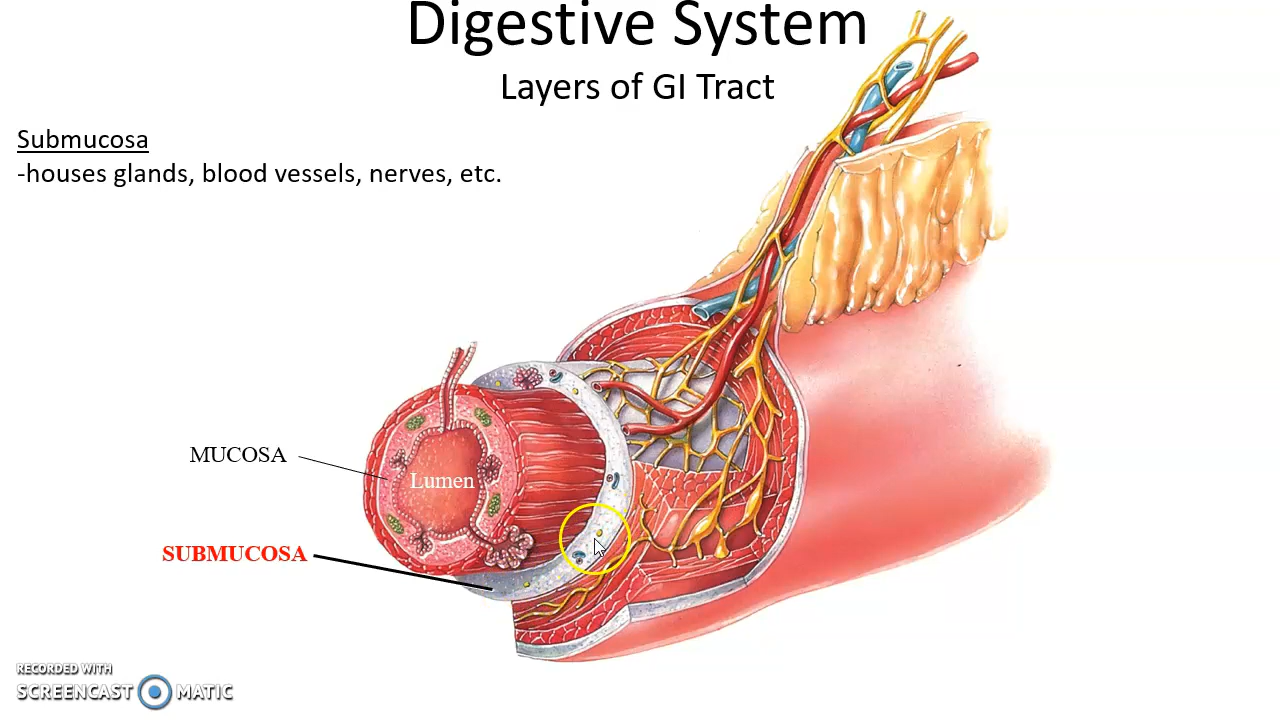 Digestive System
Layers of GI Tract
Submucosa
-houses glands, blood vessels, nerves, etc.
MUCOSA
Lumen
SUBMUCOSA
RECORDED WITH
SCREENCAST MATIC